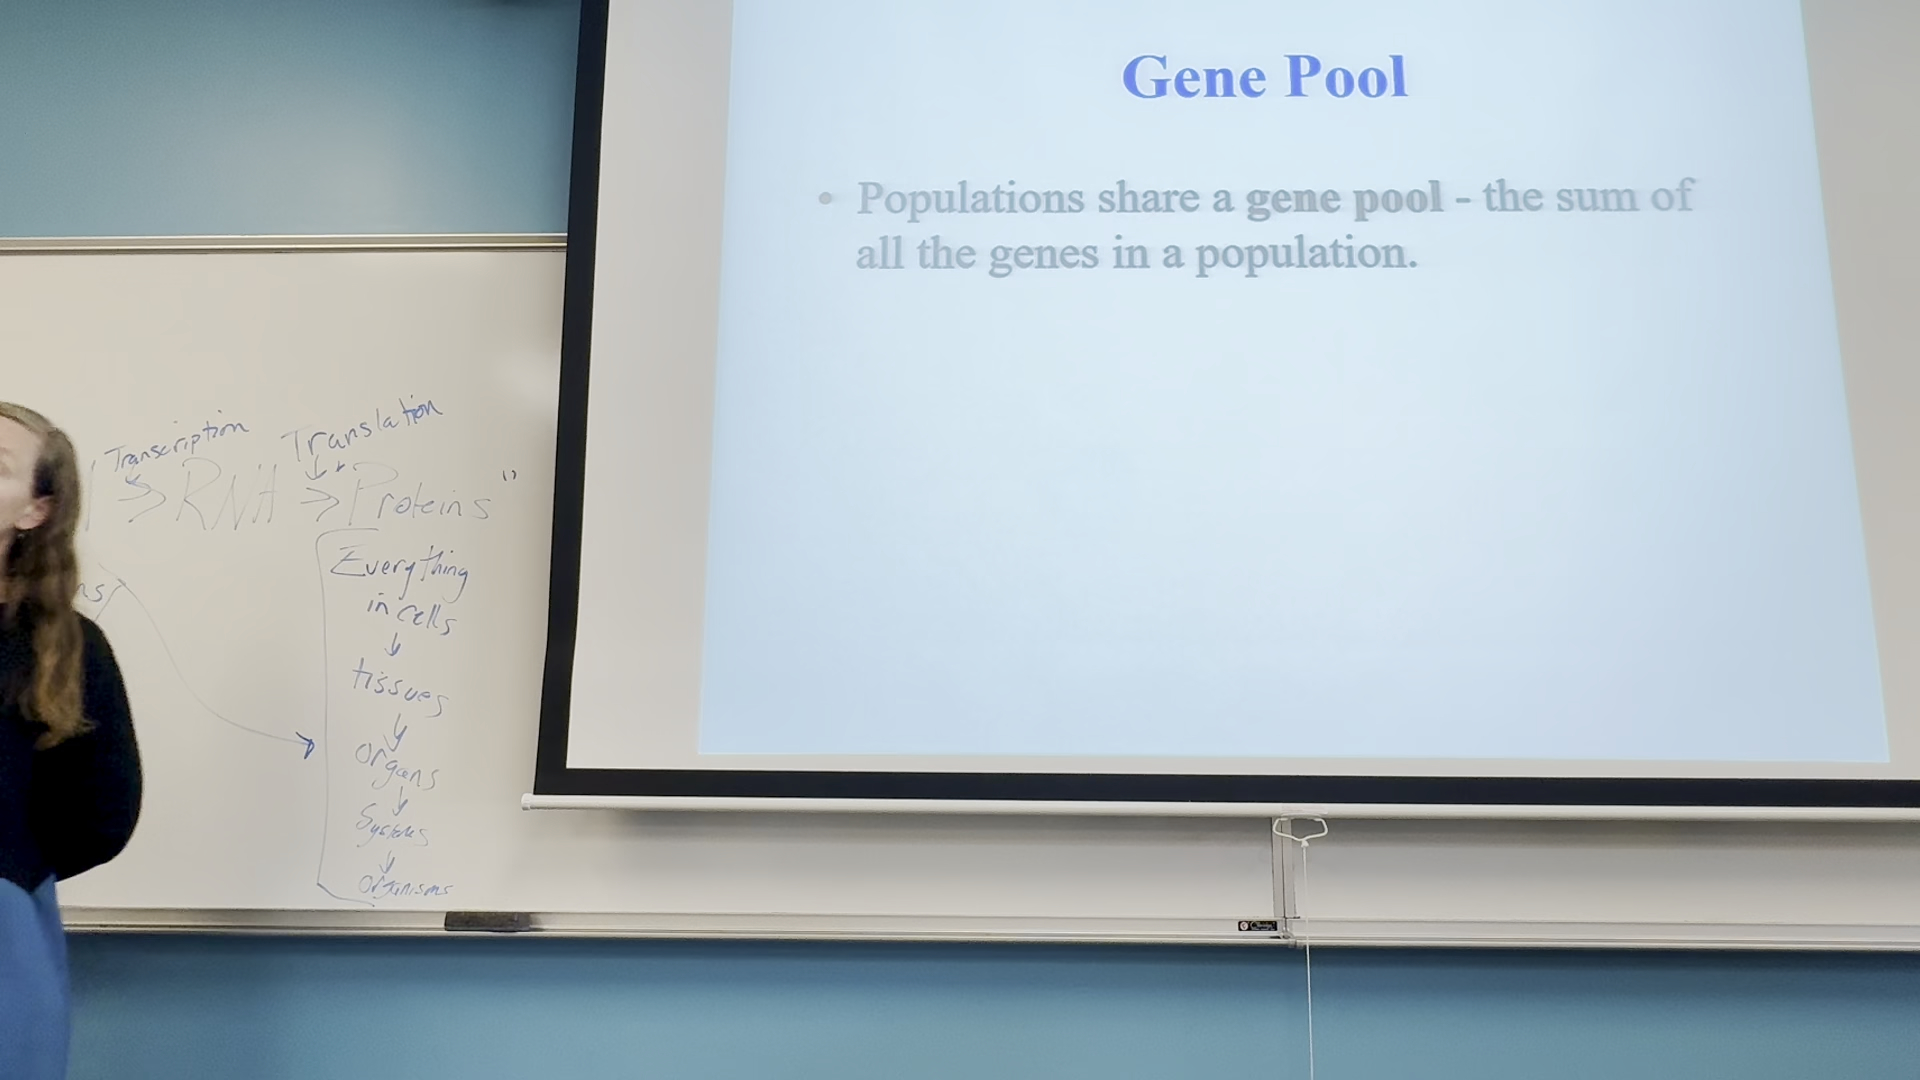 Gene Pool
• Populations share a gene pool - the sum of
all the genes in a population.
Transcription Translation
→ RNA → Proteins "
Everything
in cells
↓
tissues
↓
organs
↓
Systems
↓
organisms